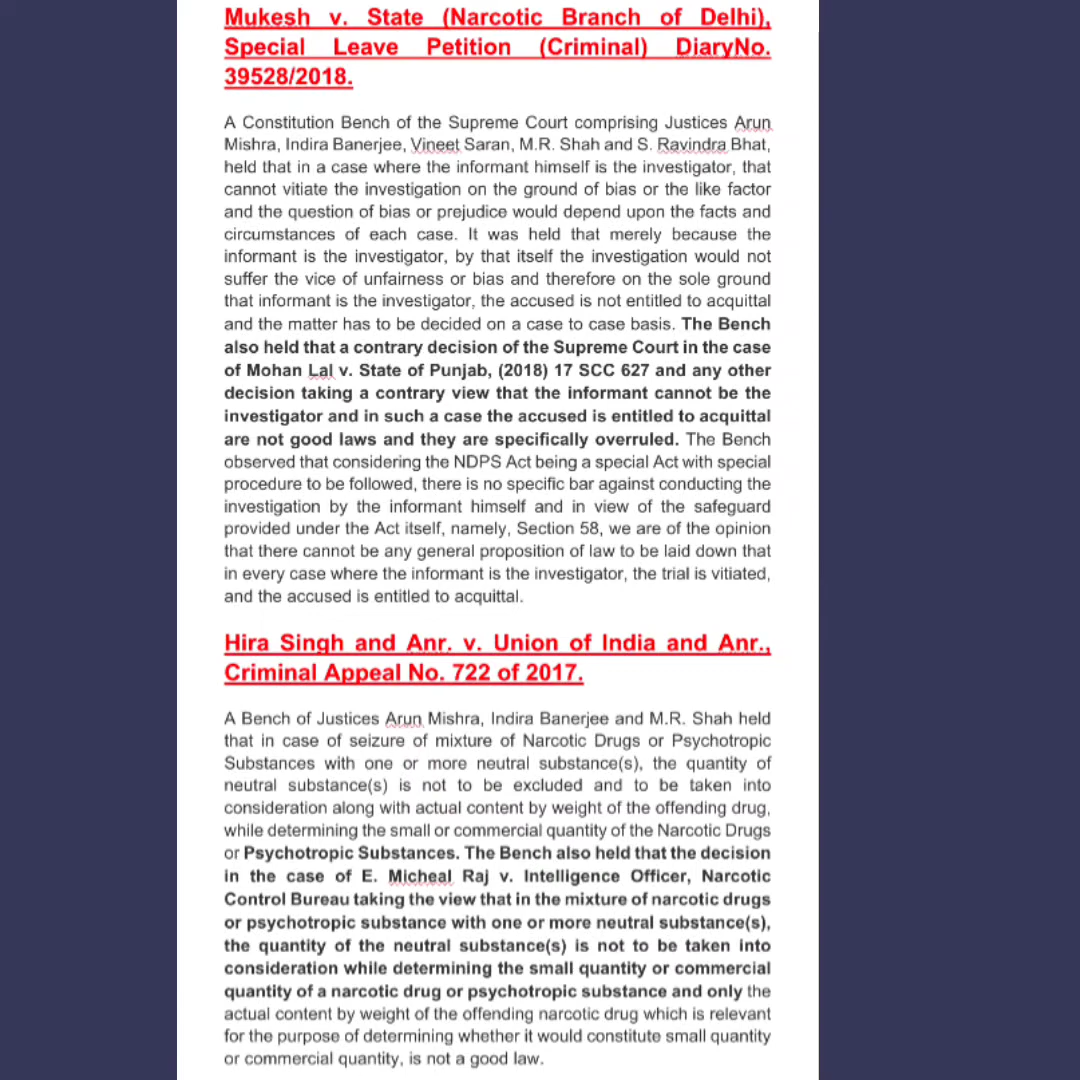 Mukesh v. State (Narcotic Branch of Delhi),
Special Leave Petition (Criminal) DiaryNo.
39528/2018.
A Constitution Bench of the Supreme Court comprising Justices Arun
Mishra, Indira Banerjee, Vineet Saran, M.R. Shah and S. Ravindra Bhat,
held that in a case where the informant himself is the investigator, that
cannot vitiate the investigation on the ground of bias or the like factor
and the question of bias or prejudice would depend upon the facts and
circumstances of each case. It was held that merely because the
informant is the investigator, by that itself the investigation would not
suffer the vice of unfairness or bias and therefore on the sole ground
that informant is the investigator, the accused is not entitled to acquittal
and the matter has to be decided on a case to case basis. The Bench
also held that a contrary decision of the Supreme Court in the case
of Mohan Lal v. State of Punjab, (2018) 17 SCC 627 and any other
decision taking a contrary view that the informant cannot be the
investigator and in such a case the accused is entitled to acquittal
are not good laws and they are specifically overruled. The Bench
observed that considering the NDPS Act being a special Act with special
procedure to be followed, there is no specific bar against conducting the
investigation by the informant himself and in view of the safeguard
provided under the Act itself, namely, Section 58, we are of the opinion
that there cannot be any general proposition of law to be laid down that
in every case where the informant is the investigator, the trial is vitiated,
and the accused is entitled to acquittal.
Hira Singh and Anr. v. Union of India and Anr.,
Criminal Appeal No. 722 of 2017.
A Bench of Justices Arun Mishra, Indira Banerjee and M.R. Shah held
that in case of seizure of mixture of Narcotic Drugs or Psychotropic
Substances with one or more neutral substance(s), the quantity of
neutral substance(s) is not to be excluded and to be taken into
consideration along with actual content by weight of the offending drug,
while determining the small or commercial quantity of the Narcotic Drugs
or Psychotropic Substances. The Bench also held that the decision
in the case of E. Micheal Raj v. Intelligence Officer, Narcotic
Control Bureau taking the view that in the mixture of narcotic drugs
or psychotropic substance with one or more neutral substance(s),
the quantity of the neutral substance(s) is not to be taken into
consideration while determining the small quantity or commercial
quantity of a narcotic drug or psychotropic substance and only the
actual content by weight of the offending narcotic drug which is relevant
for the purpose of determining whether it would constitute small quantity
or commercial quantity, is not a good law.